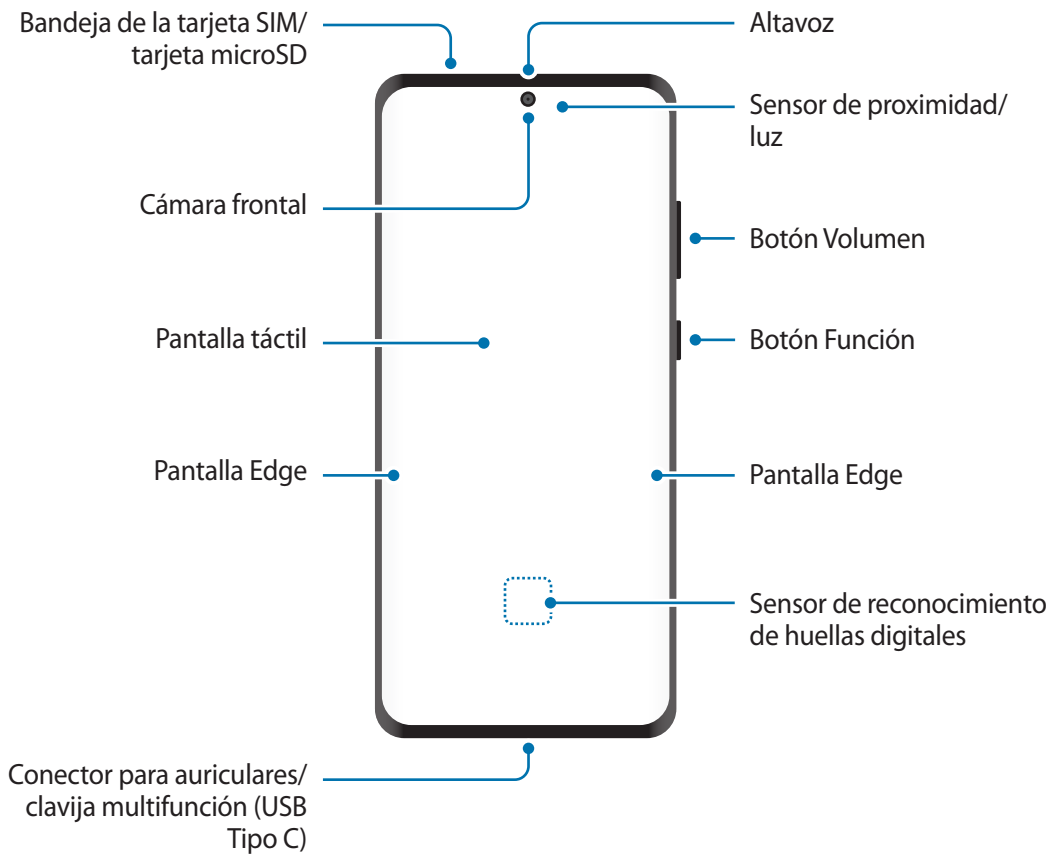 Bandeja de la tarjeta SIM/
tarjeta microSD
Altavoz
Sensor de proximidad/
luz
Cámara frontal
Botón Volumen
Pantalla táctil
Botón Función
Pantalla Edge
Pantalla Edge
Sensor de reconocimiento
de huellas digitales
Conector para auriculares/
clavija multifunción (USB
Tipo C)